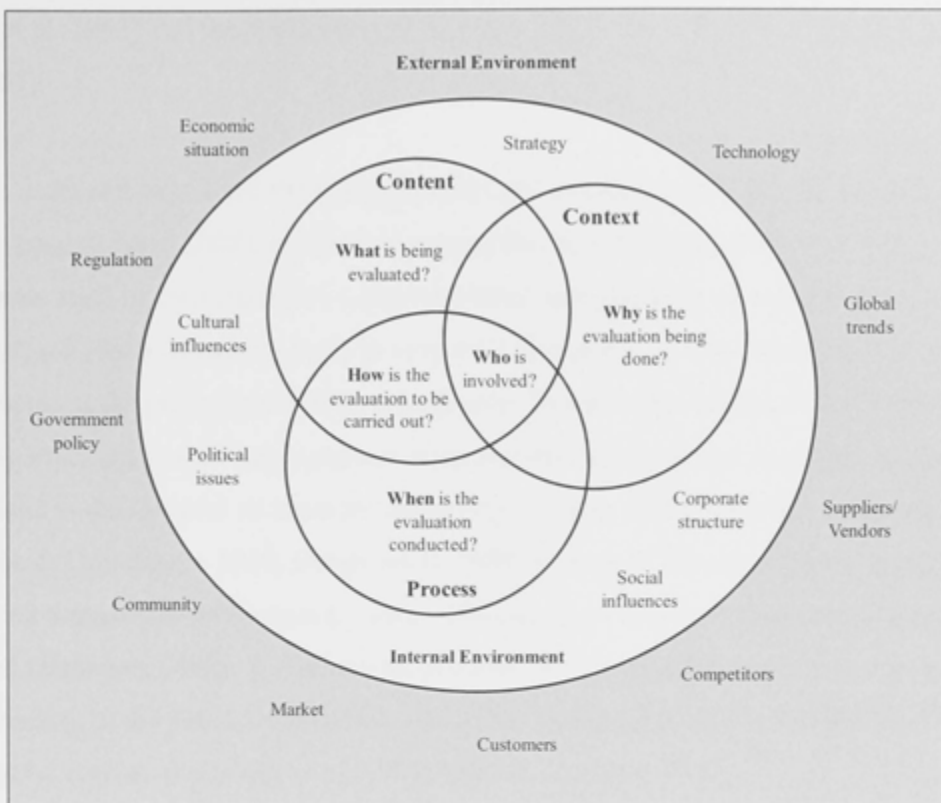 External Environment
Economic
situation
Strategy
Technology
Content
Context
What is being
evaluated?
Regulation
Why is the
evaluation being
done?
Global
trends
Cultural
influences
Who is
involved?
How is the
evaluation to be
carried out?
Government
policy
Political
issues
When is the
evaluation
conducted?
Corporate
structure
Suppliers/
Vendors
Process
Social
influences
Community
Internal Environment
Competitors
Market
Customers